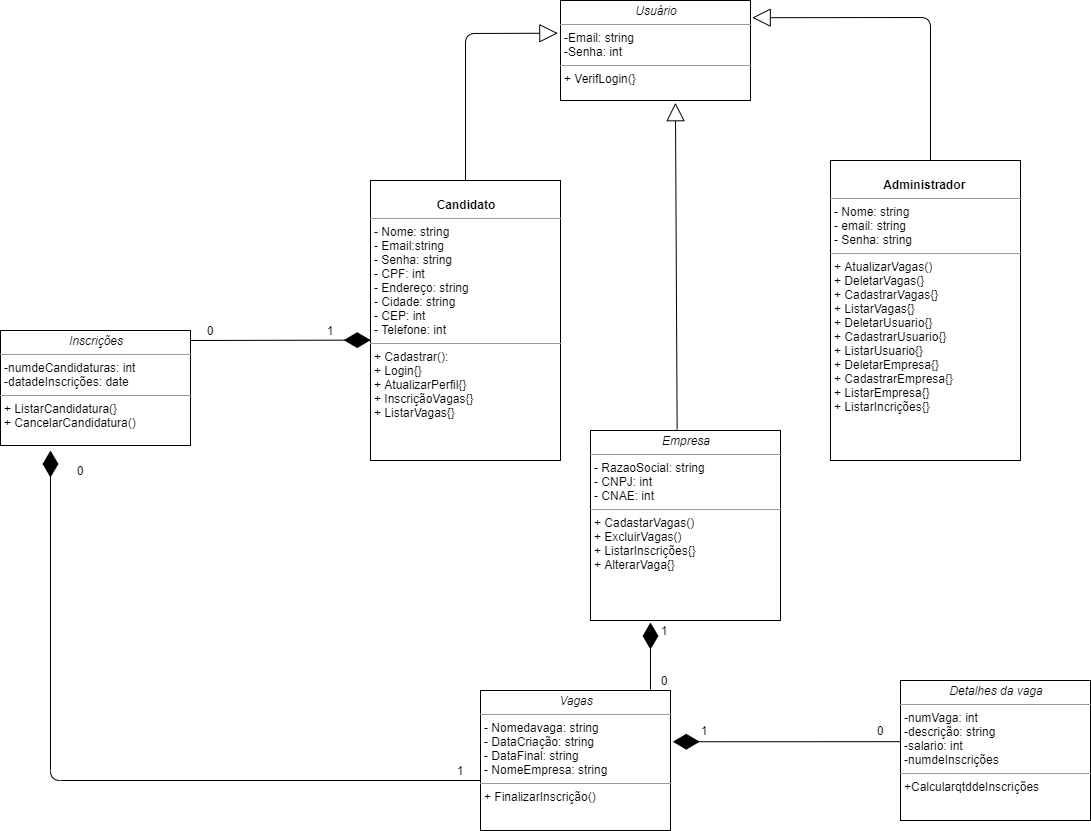 Usuário
-Email: string
-Senha: int
+ VerifLogin{}
Candidato
- Nome: string
- Email:string
- Senha: string
- CPF: int
- Endereço: string
- Cidade: string
- CEP: int
- Telefone: int
+ Cadastrar():
+ Login{}
+ AtualizarPerfil{}
+ InscriçãoVagas{}
+ ListarVagas{}
Administrador
- Nome: string
- email: string
- Senha: string
+ AtualizarVagas()
+ DeletarVagas{}
+ CadastrarVagas{}
+ ListarVagas{}
+ DeletarUsuario{}
+ CadastrarUsuario{}
+ ListarUsuario{}
+ DeletarEmpresa{}
+ CadastrarEmpresa{}
+ ListarEmpresa{}
+ ListarIncrições{}
0
1
Inscrições
-numdeCandidaturas: int
-datadeInscrições: date
+ ListarCandidatura{}
+ CancelarCandidatura()
0
Empresa
- RazaoSocial: string
- CNPJ: int
- CNAE: int
+ CadastarVagas()
+ ExcluirVagas()
+ ListarInscrições{}
+ AlterarVaga{}
1
0
Vagas
- Nomedavaga: string
- DataCriação: string
- DataFinal: string
- NomeEmpresa: string
+ FinalizarInscrição()
1
1
0
Detalhes da vaga
-numVaga: int
-descrição: string
-salario: int
-numdeInscrições
+CalcularqtddeInscrições